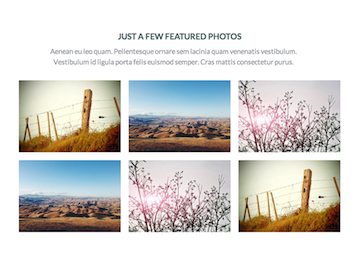 JUST A FEW FEATURED PHOTOS
Aenean eu leo quam. Pellentesque ornare sem lacinia quam venenatis vestibulum.
Vestibulum id ligula porta felis euismod semper. Cras mattis consectetur purus.